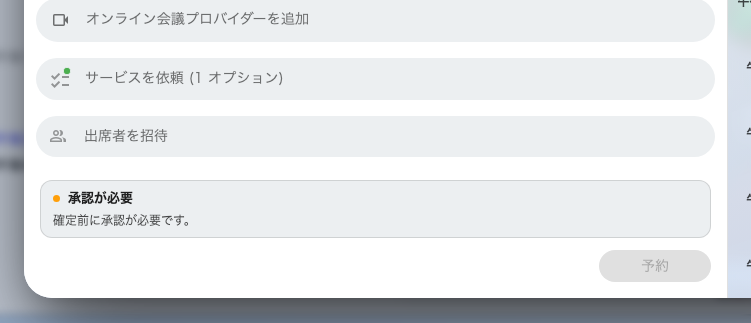 オンライン会議プロバイダーを追加
サービスを依頼 (1 オプション)
出席者を招待
承認が必要
確定前に承認が必要です。
予約